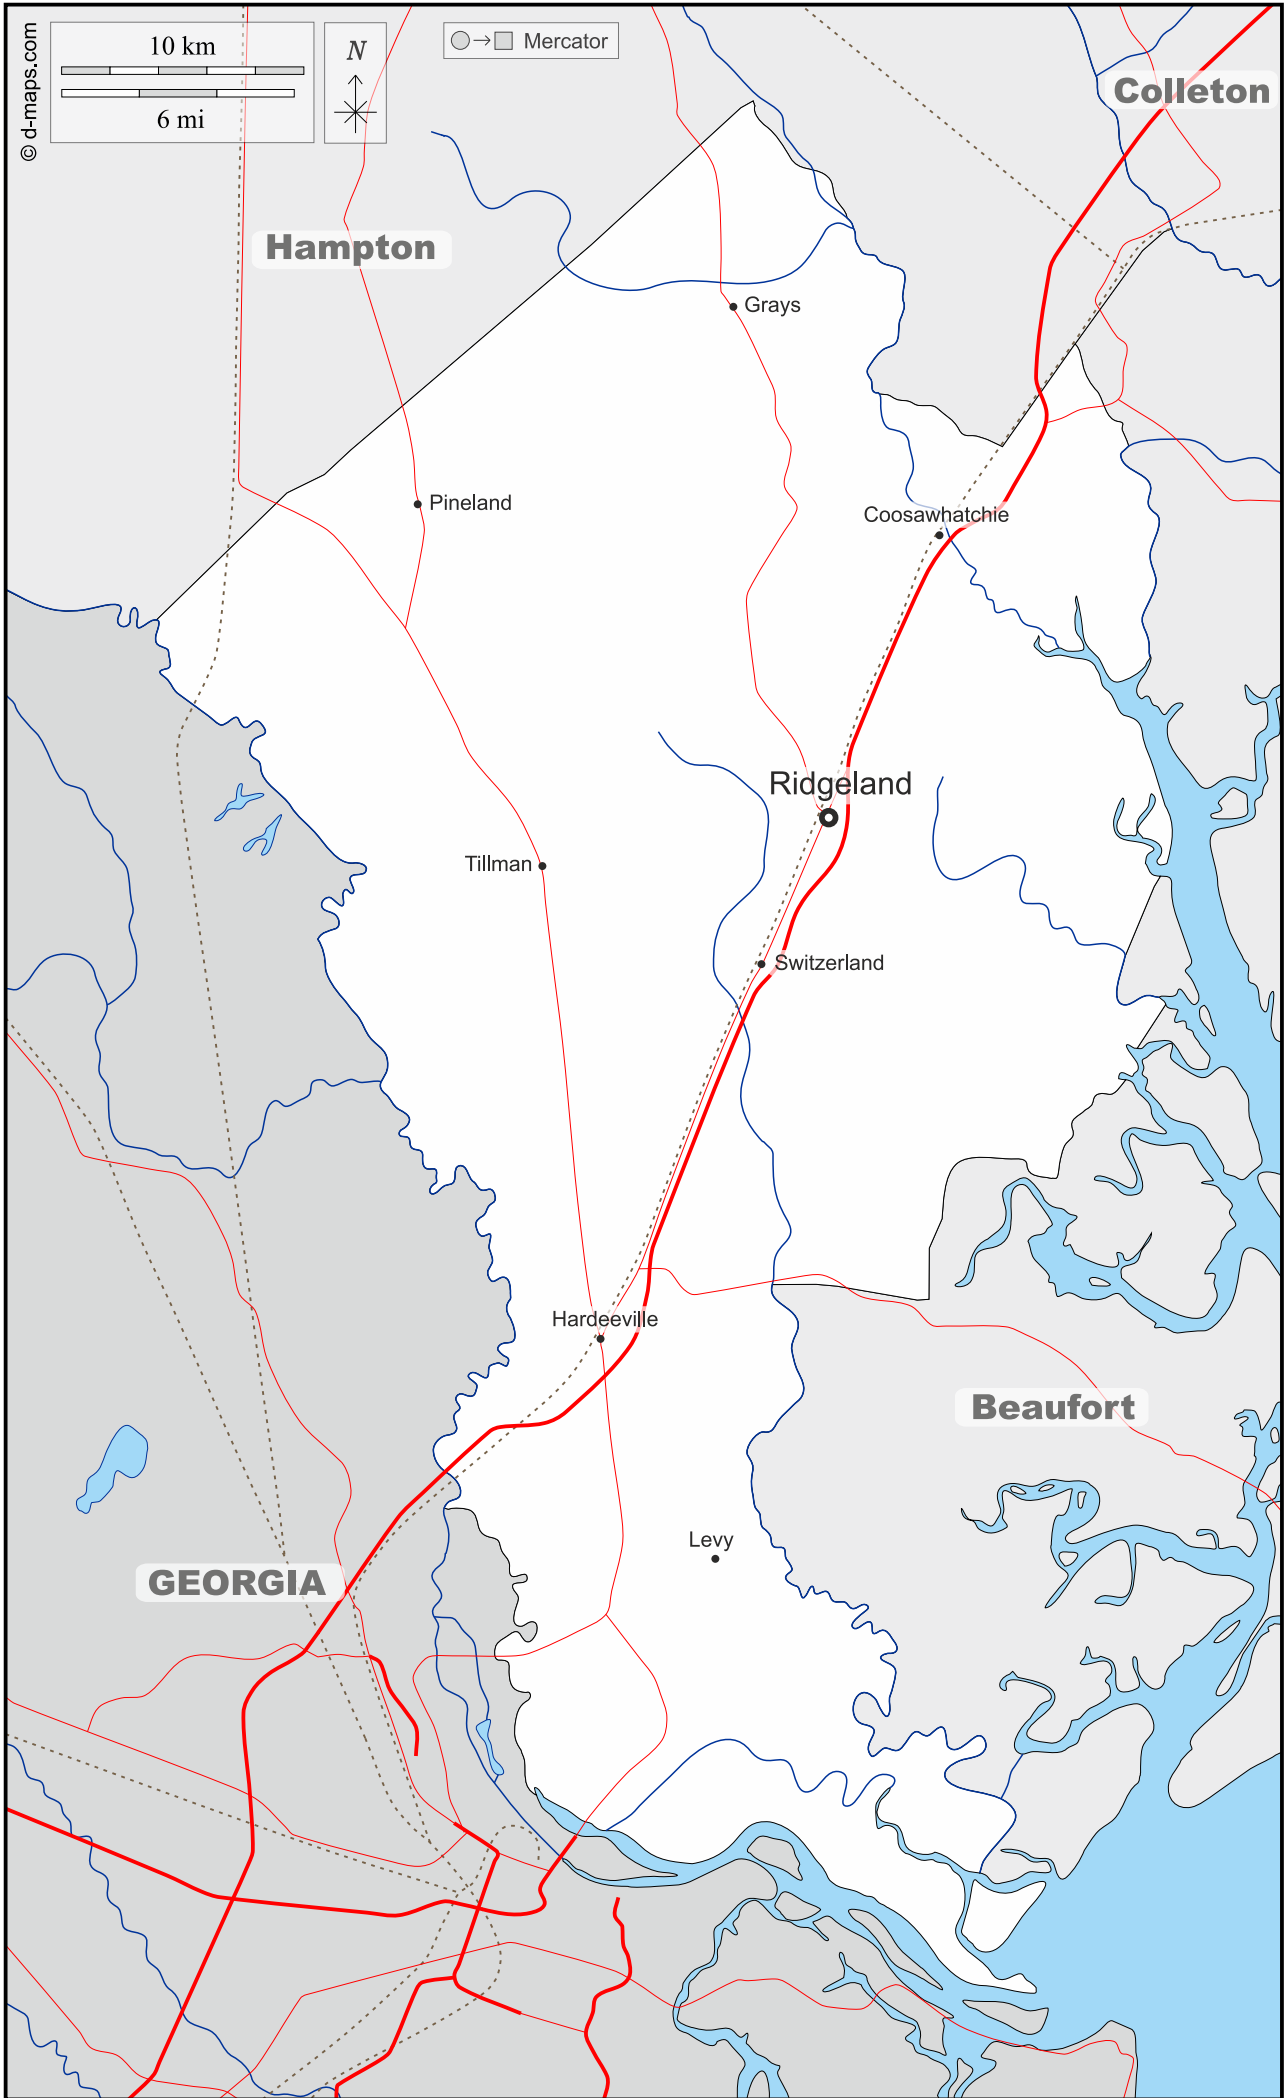 © d-maps.com
10 km
6 mi
N
Mercator
Colleton
Hampton
Grays
Pineland
Coosawhatchie
Ridgeland
Tillman
Switzerland
Hardeeville
Beaufort
Levy
GEORGIA